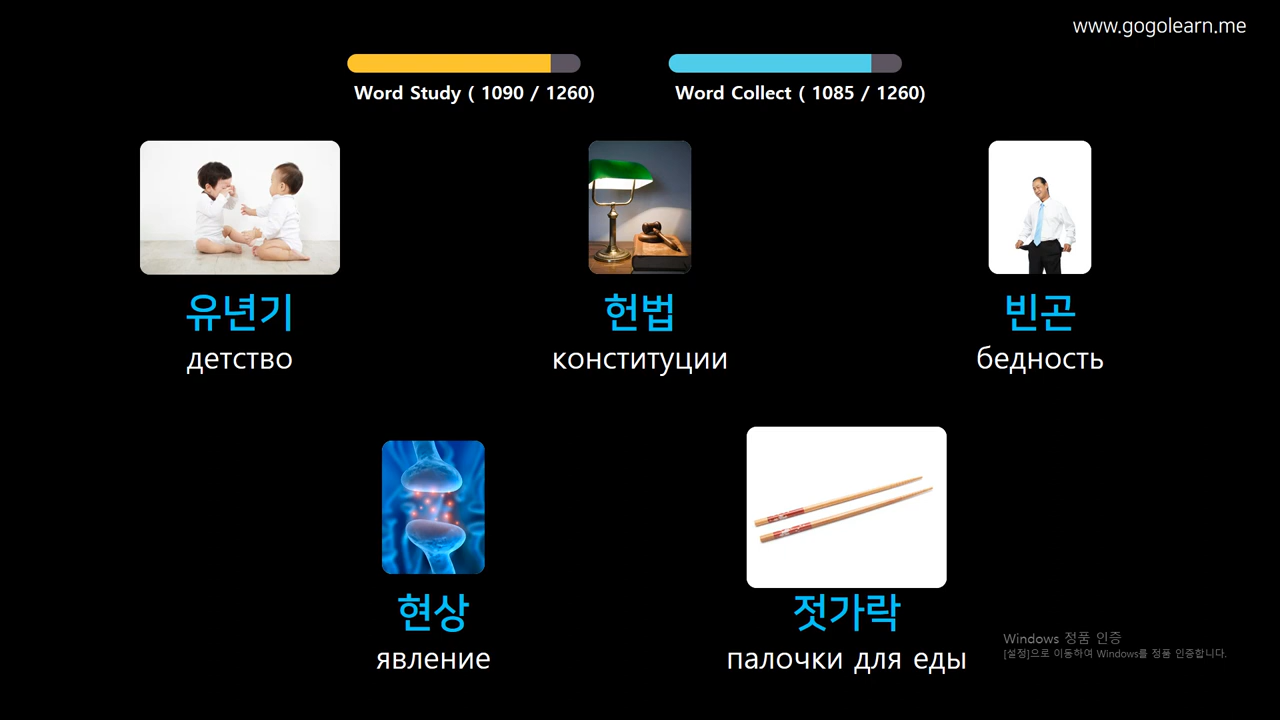 www.gogolearn.me
Word Study ( 1090 / 1260)
Word Collect ( 1085 / 1260)
유년기
детство
헌법
конституции
빈곤
бедность
현상
явление
젓가락
палочки для еды
Windows 정품 인증
[설정]으로 이동하여 Windows를 정품 인증합니다.